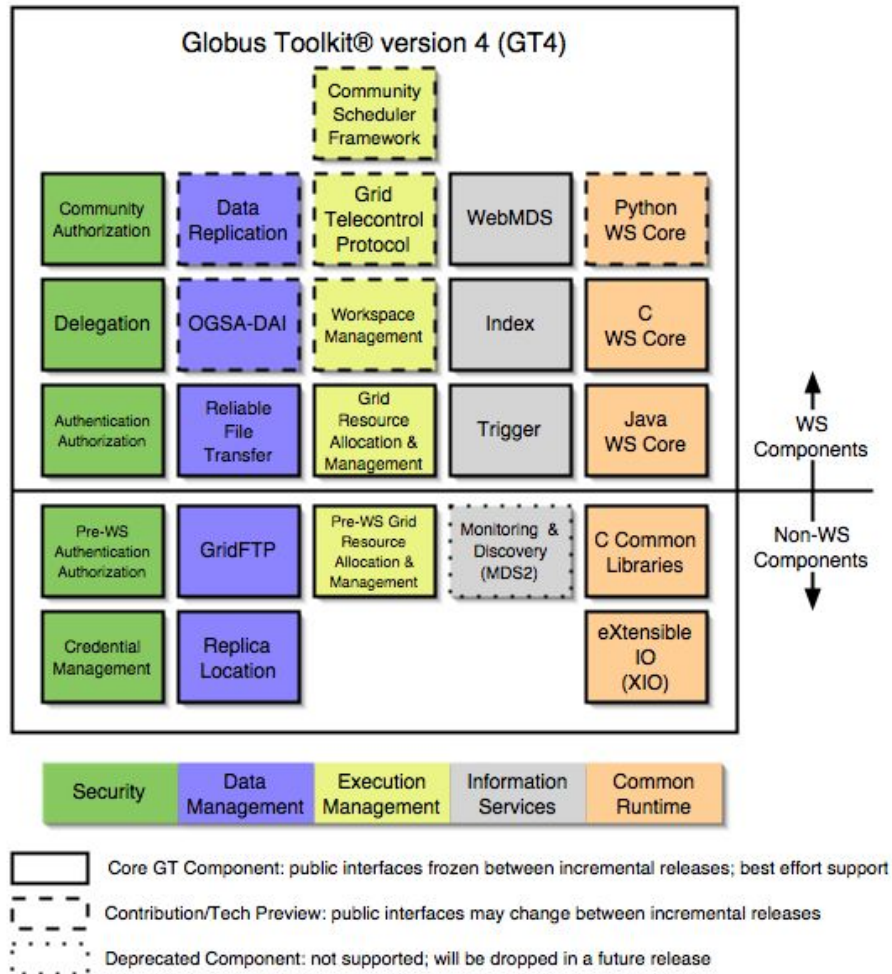 Globus Toolkit® version 4 (GT4)
Community
Scheduler
Framework
Community
Authorization
Data
Replication
Grid
Telecontrol
Protocol
WebMDS
Python
WS Core
Delegation
OGSA-DAI
Workspace
Management
Index
C
WS Core
Authentication
Authorization
Reliable
File
Transfer
Grid
Resource
Allocation &
Management
Trigger
Java
WS Core
WS
Components
Pre-WS
Authentication
Authorization
GridFTP
Pre-WS Grid
Resource
Allocation &
Management
Monitoring &
Discovery
(MDS2)
C Common
Libraries
Non-WS
Components
Credential
Management
Replica
Location
eXtensible
IO
(XIO)
Security
Data
Management
Execution
Management
Information
Services
Common
Runtime
Core GT Component: public interfaces frozen between incremental releases; best effort support
Contribution/Tech Preview: public interfaces may change between incremental releases
Deprecated Component: not supported; will be dropped in a future release